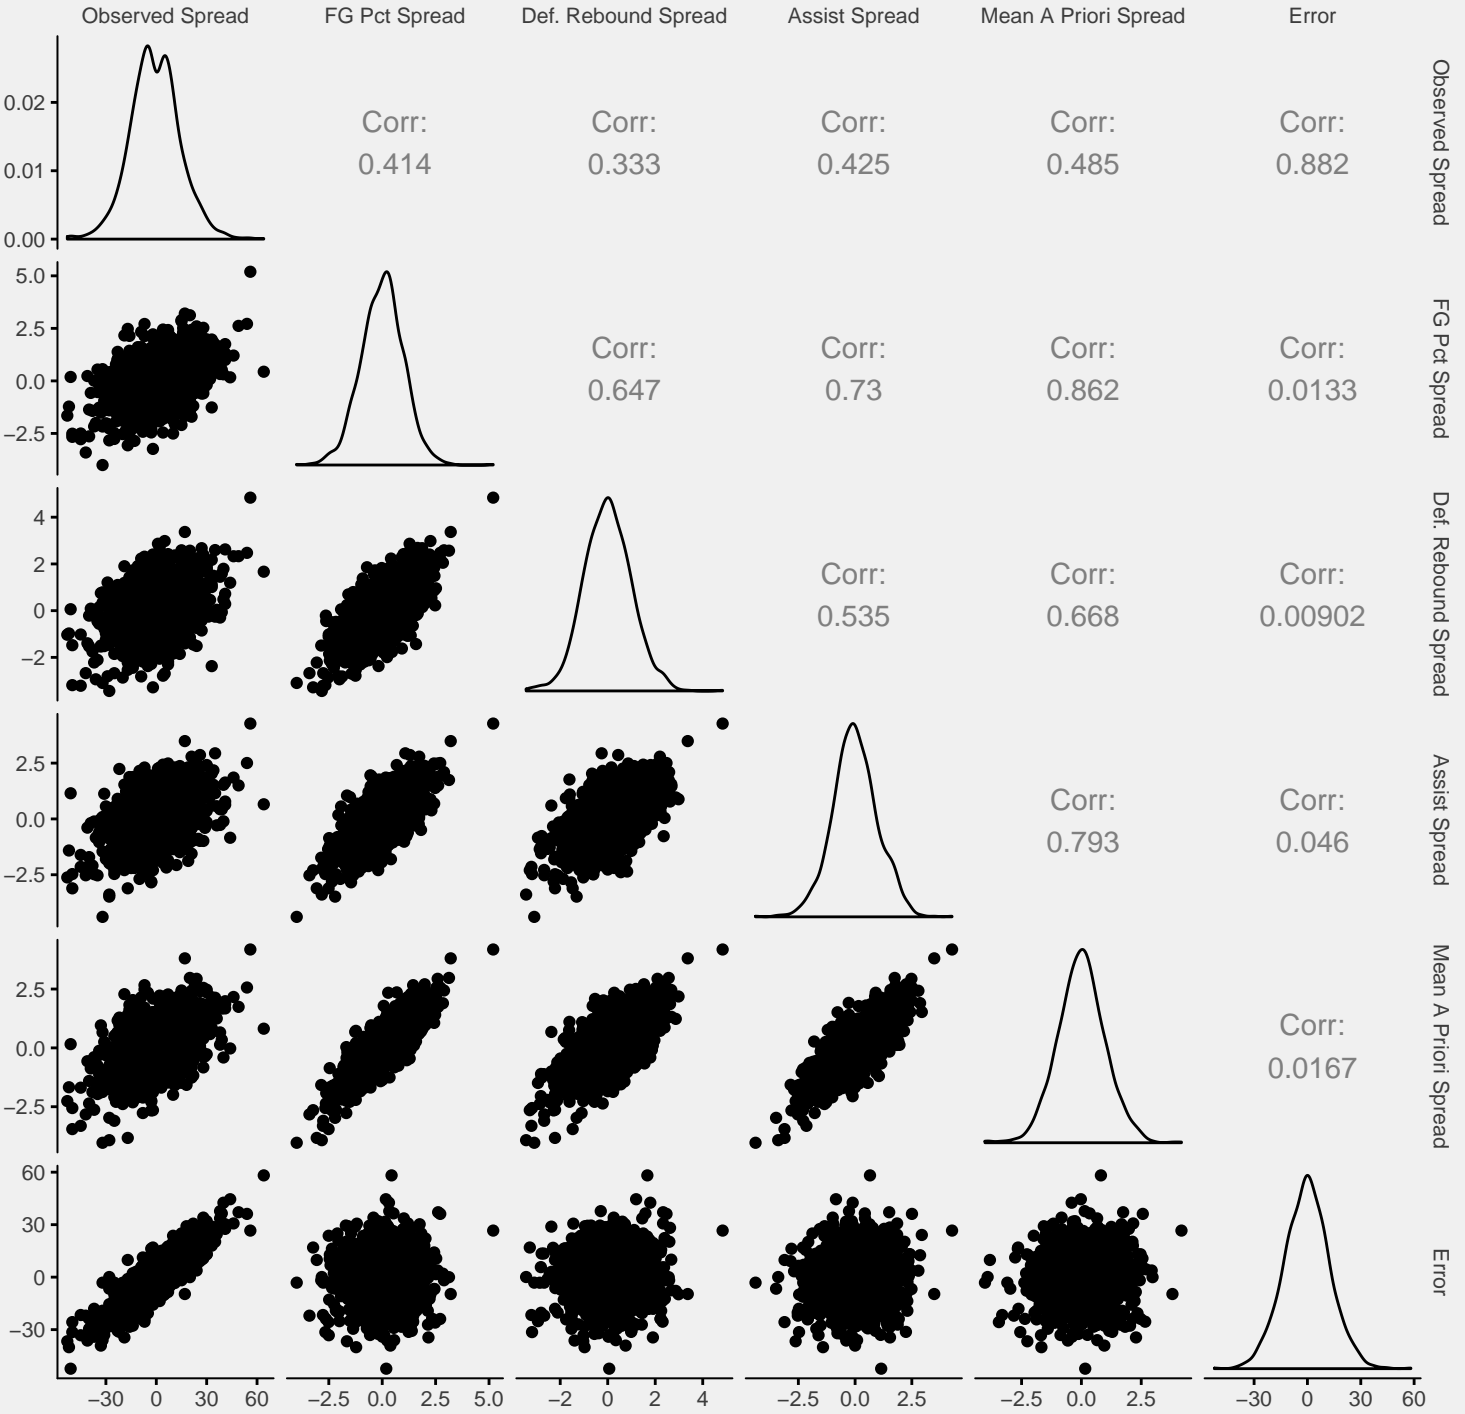 Observed Spread FG Pct Spread Def. Rebound Spread Assist Spread Mean A Priori Spread Error
0.02
0.01
0.00
Corr:
0.414
Corr:
0.333
Corr:
0.425
Corr:
0.485
Corr:
0.882
Observed Spread
5.0
2.5
0.0
−2.5
Corr:
0.647
Corr:
0.73
Corr:
0.862
Corr:
0.0133
FG Pct Spread
4
2
0
−2
Corr:
0.535
Corr:
0.668
Corr:
0.00902
Def. Rebound Spread
2.5
0.0
−2.5
Corr:
0.793
Corr:
0.046
Assist Spread
2.5
0.0
−2.5
Corr:
0.0167
Mean A Priori Spread
60
30
0
−30
Error
−30 0 30 60 −2.5 0.0 2.5 5.0 −2 0 2 4 −2.5 0.0 2.5 −2.5 0.0 2.5 −30 0 30 60